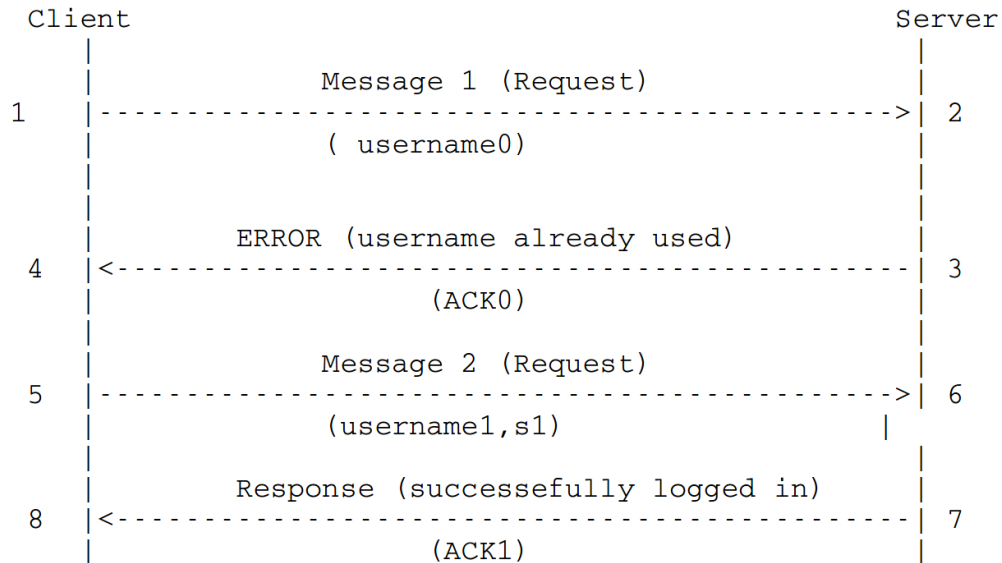 Client                                              Server
|                                                 |
|              Message 1 (Request)                |
1    |----------------------------------------------->| 2
|              ( username0)                       |
|                                                 |
|                                                 |
|         ERROR (username already used)           |
4    |<-----------------------------------------------| 3
|                    (ACK0)                       |
|                                                 |
|              Message 2 (Request)                |
5    |----------------------------------------------->| 6
|              (username1,s1)                   |
|                                                 |
|         Response (successefully logged in)      |
8    |<-----------------------------------------------| 7
|                    (ACK1)                       |